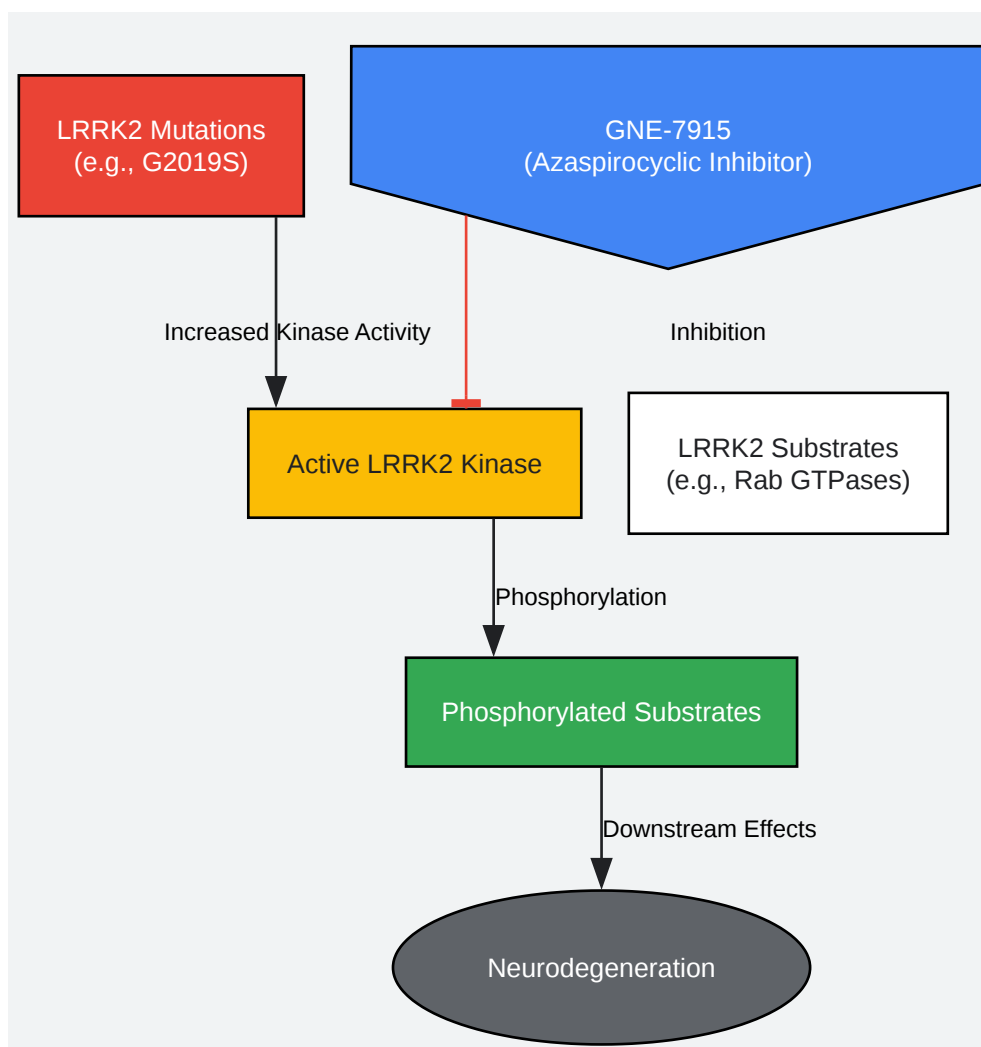 LRRK2 Mutations
(e.g., G2019S)
GNE-7915
(Azaspirocyclic Inhibitor)
Increased Kinase Activity
Inhibition
Active LRRK2 Kinase
LRRK2 Substrates
(e.g., Rab GTPases)
Phosphorylation
Phosphorylated Substrates
Downstream Effects
Neurodegeneration